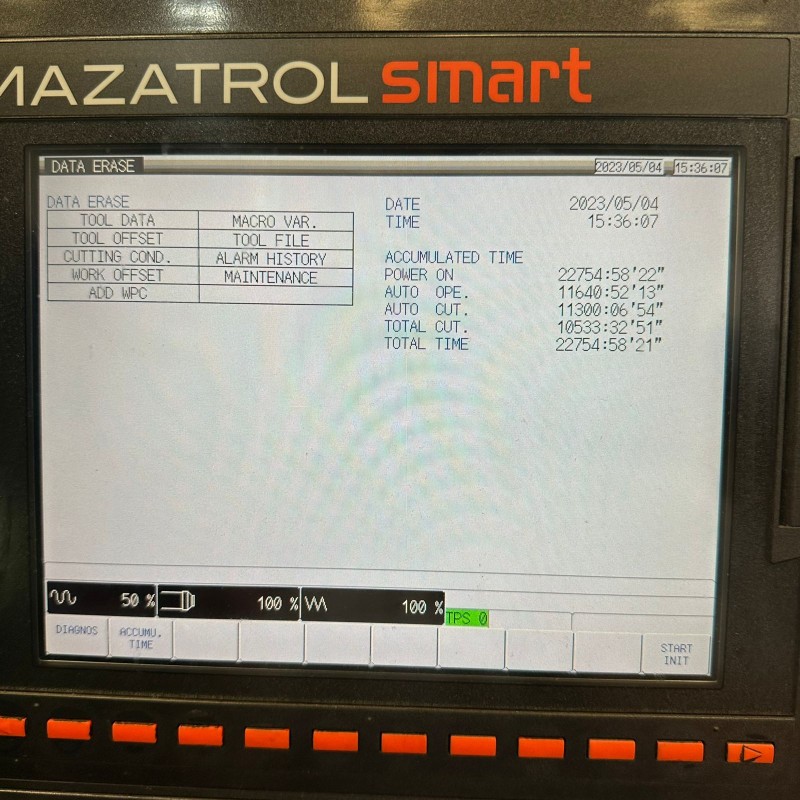 MAZATROL smart
DATA ERASE 2023/05/04 15:36:07
DATA ERASE
TOOL DATA MACRO VAR.
TOOL OFFSET TOOL FILE
CUTTING COND. ALARM HISTORY
WORK OFFSET MAINTENANCE
ADD WPC
DATE 2023/05/04
TIME 15:36:07
ACCUMULATED TIME
POWER ON 22754:58'22"
AUTO OPE. 11640:52'13"
AUTO CUT. 11300:06'54"
TOTAL CUT. 10533:32'51"
TOTAL TIME 22754:58'21"
50 % 100 % 100 % TPS 0
DIAGNOS ACCUMU. TIME START INIT